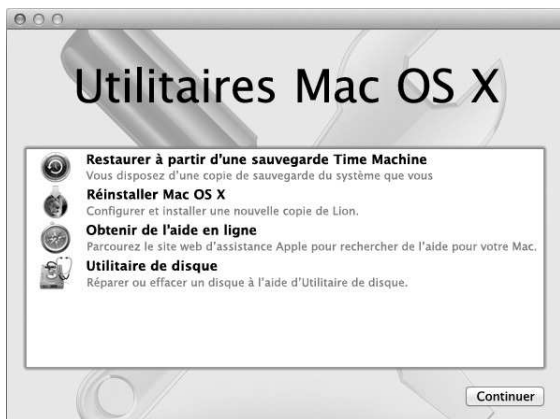 Utilitaires Mac OS X
Restaurer à partir d'une sauvegarde Time Machine
Vous disposez d'une copie de sauvegarde du système que vous
Réinstaller Mac OS X
Configurer et installer une nouvelle copie de Lion.
Obtenir de l'aide en ligne
Parcourez le site web d'assistance Apple pour rechercher de l'aide pour votre Mac.
Utilitaire de disque
Réparer ou effacer un disque à l'aide d'Utilitaire de disque.
Continuer